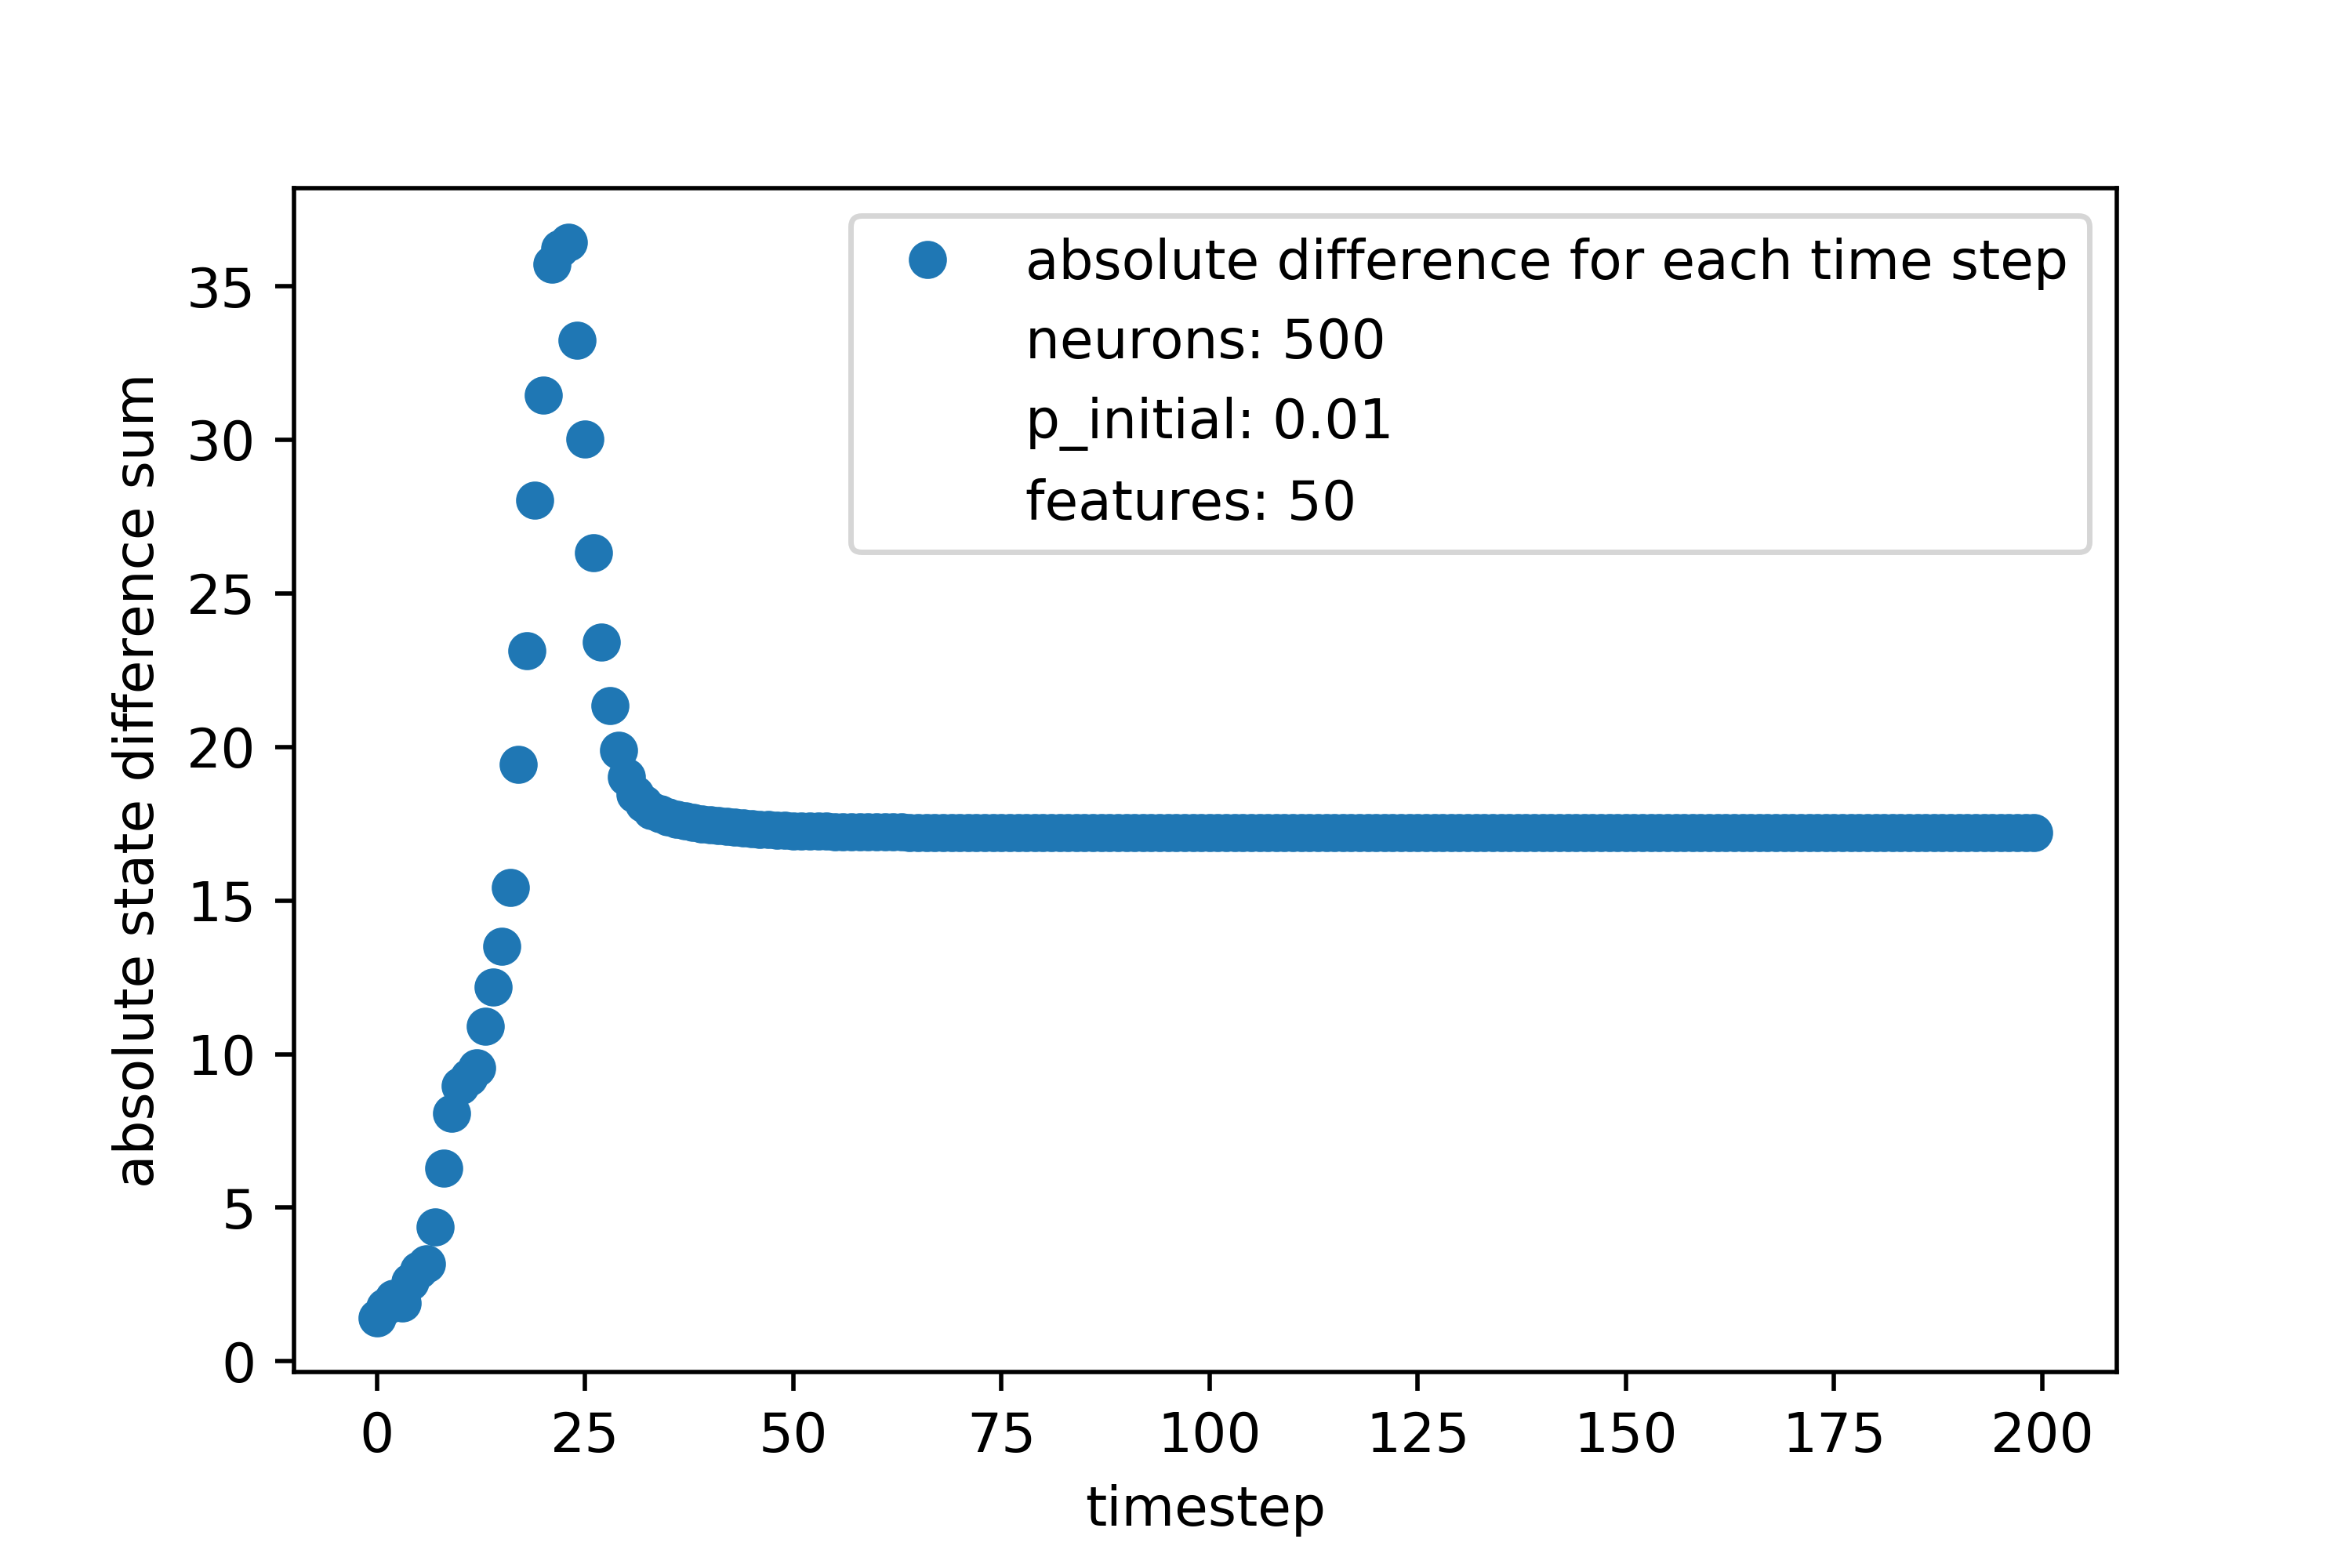 absolute difference for each time step
neurons: 500
p_initial: 0.01
features: 50
absolute state difference sum
35
30
25
20
15
10
5
0
0 25 50 75 100 125 150 175 200
timestep